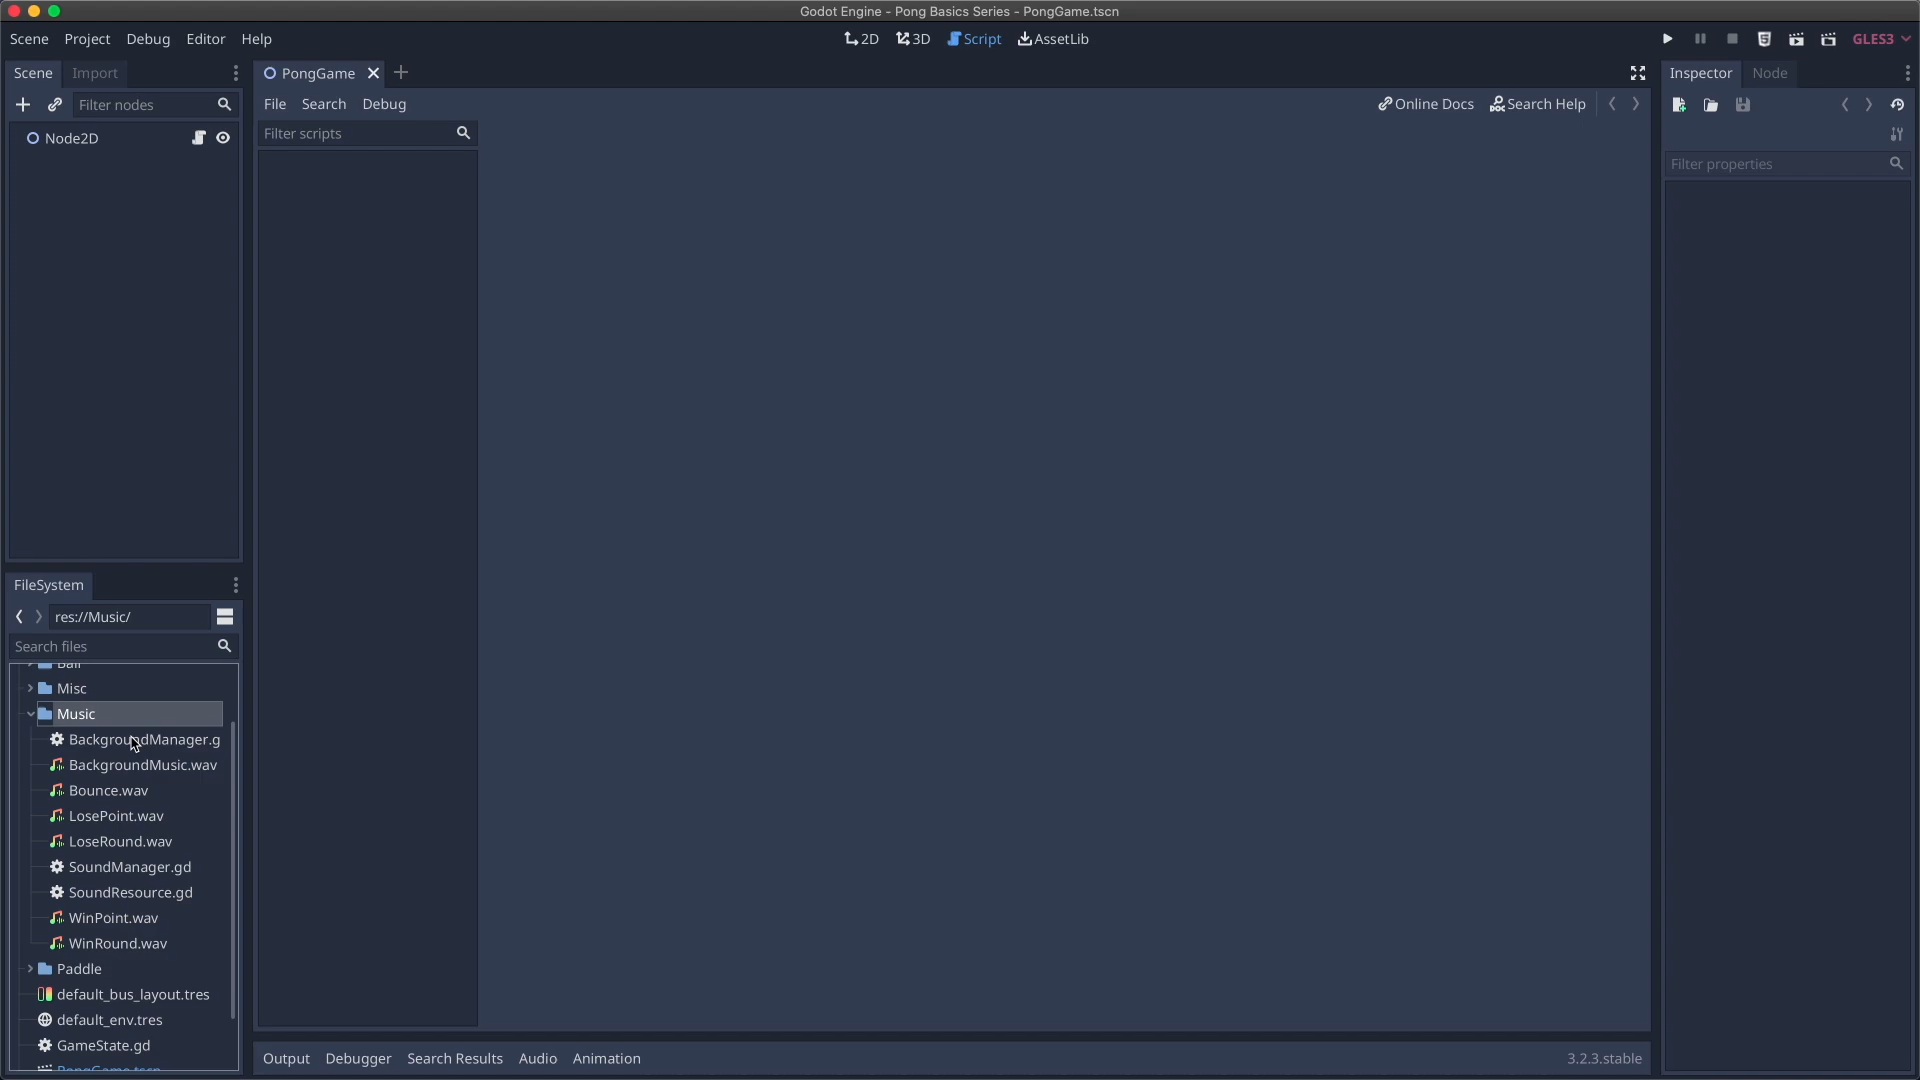 Godot Engine - Pong Basics Series - PongGame.tscn
Scene Project Debug Editor Help
2D 3D Script AssetLib
GLES3
Scene Import
Filter nodes
Node2D
PongGame
File Search Debug
Online Docs Search Help
Filter scripts
Inspector Node
Filter properties
FileSystem
res://Music/
Search files
Ball
Misc
Music
BackgroundManager.g
BackgroundMusic.wav
Bounce.wav
LosePoint.wav
LoseRound.wav
SoundManager.gd
SoundResource.gd
WinPoint.wav
WinRound.wav
Paddle
default_bus_layout.tres
default_env.tres
GameState.gd
PongGame.tscn
Output Debugger Search Results Audio Animation
3.2.3.stable